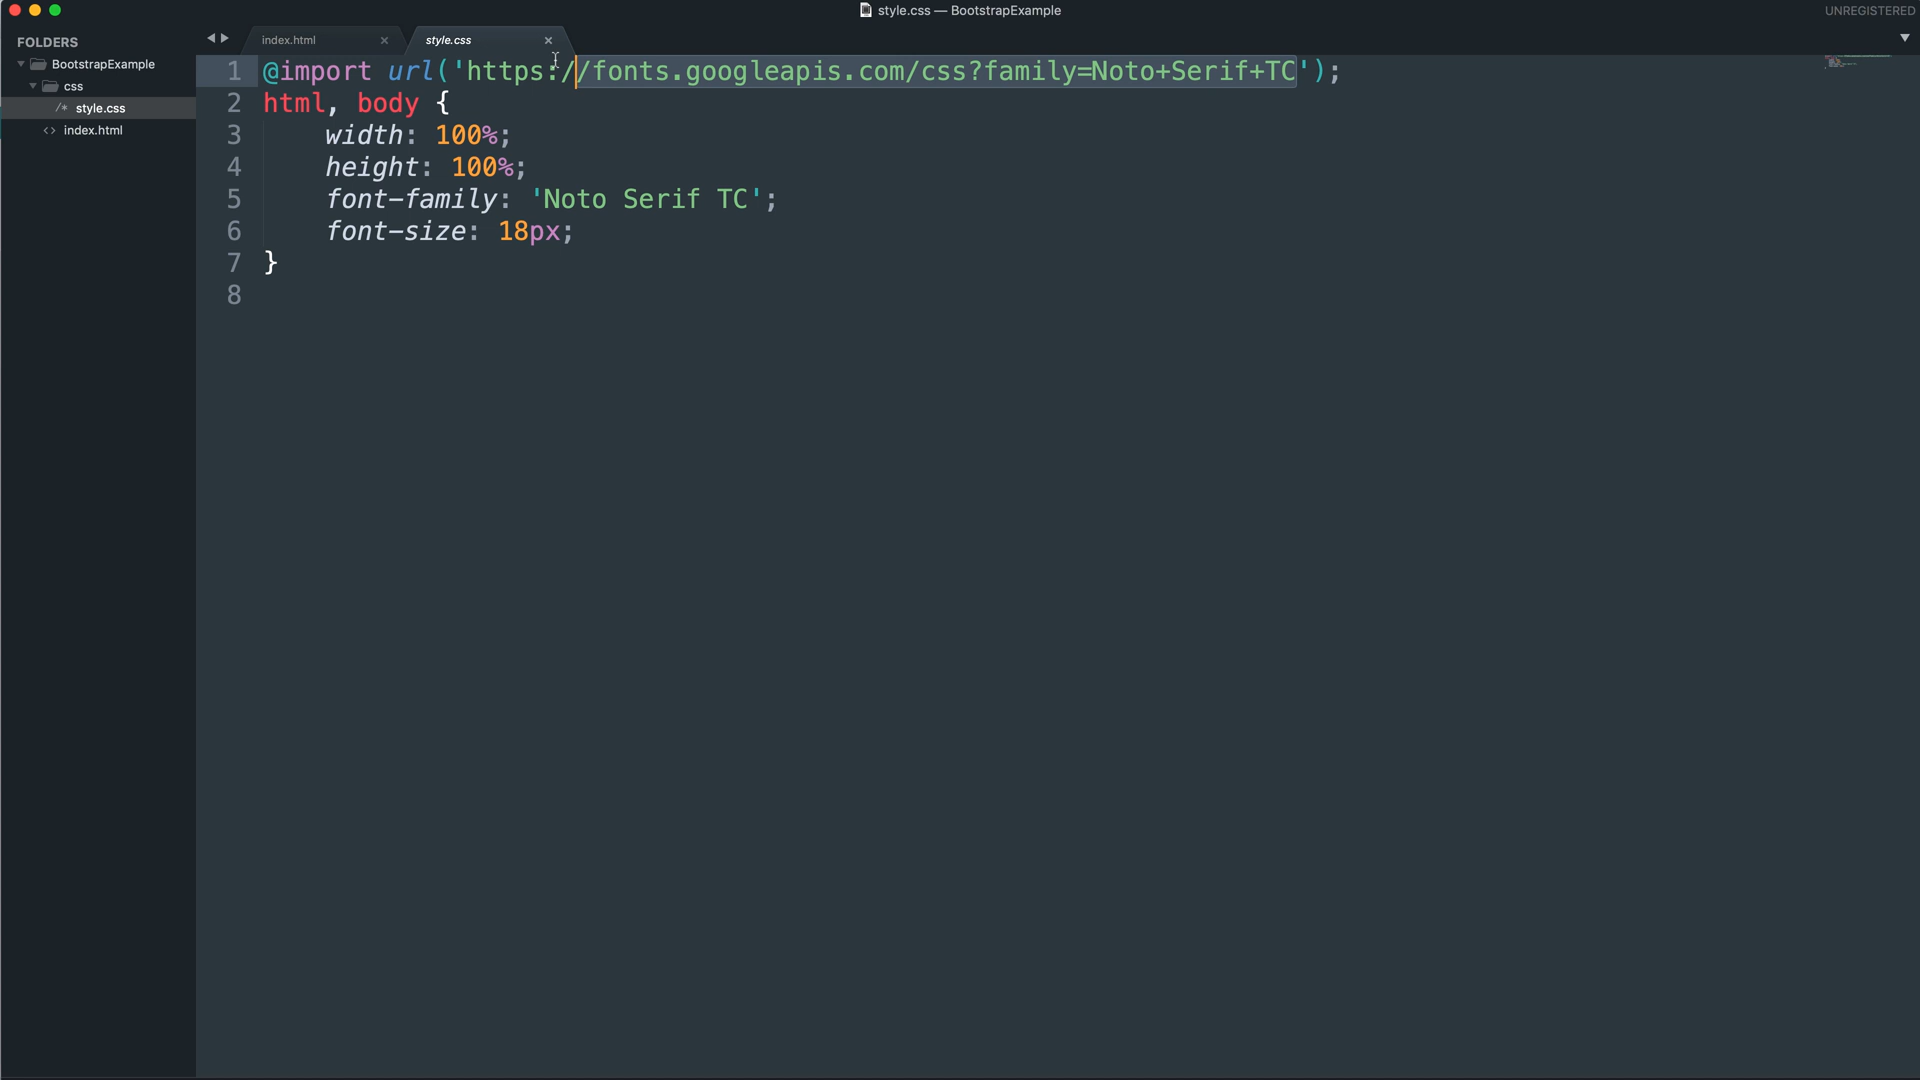 style.css — BootstrapExample
UNREGISTERED
FOLDERS
BootstrapExample
css
/* style.css
<> index.html
index.html ×
style.css ×
1 @import url('https://fonts.googleapis.com/css?family=Noto+Serif+TC');
2 html, body {
3     width: 100%;
4     height: 100%;
5     font-family: 'Noto Serif TC';
6     font-size: 18px;
7 }
8